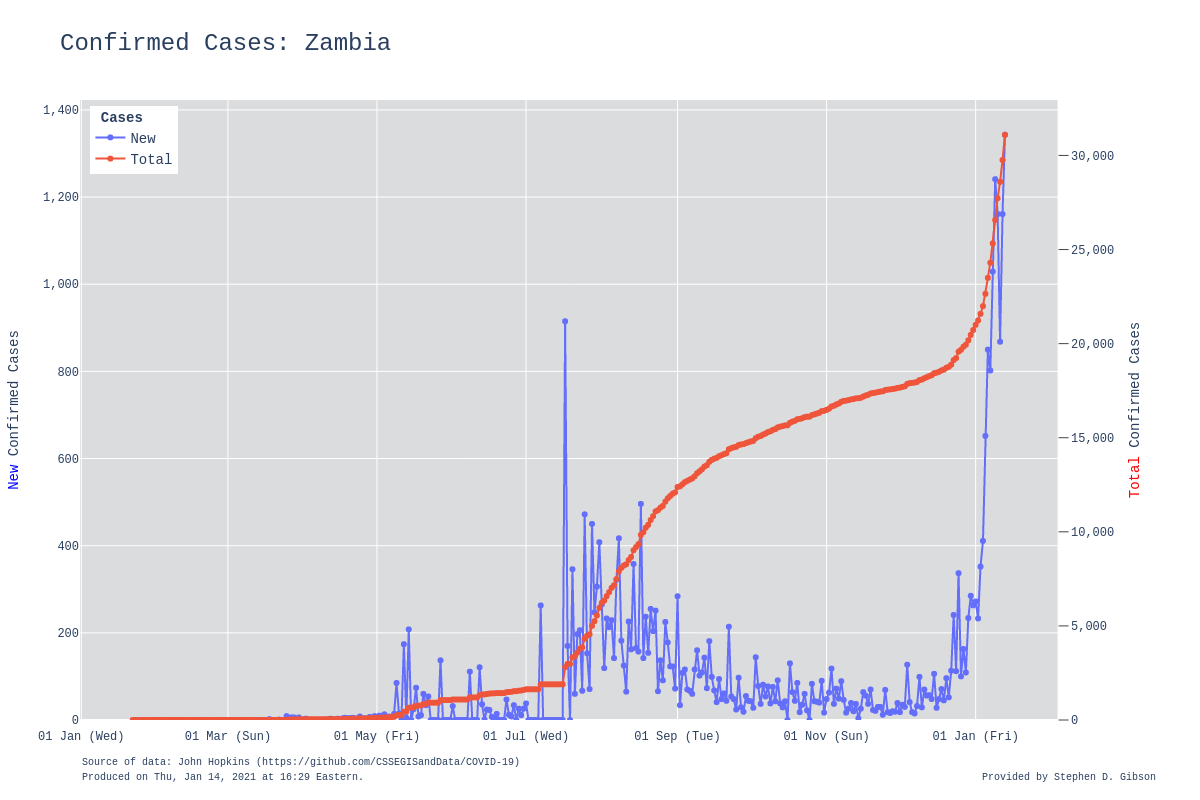 Confirmed Cases: Zambia
Cases
New
Total
1,400
1,200
1,000
800
600
400
200
0
New Confirmed Cases
30,000
25,000
20,000
15,000
10,000
5,000
0
Total Confirmed Cases
01 Jan (Wed)
01 Mar (Sun)
01 May (Fri)
01 Jul (Wed)
01 Sep (Tue)
01 Nov (Sun)
01 Jan (Fri)
Source of data: John Hopkins (https://github.com/CSSEGISandData/COVID-19)
Produced on Thu, Jan 14, 2021 at 16:29 Eastern.
Provided by Stephen D. Gibson